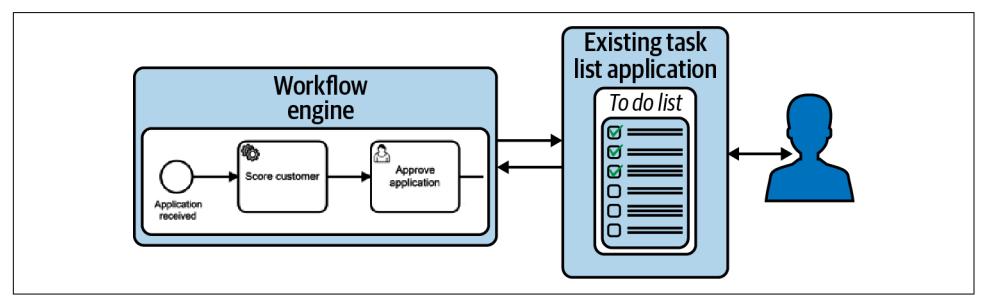 Workflow
engine
Application
received
Score customer
Approve
application
Existing task
list application
To do list